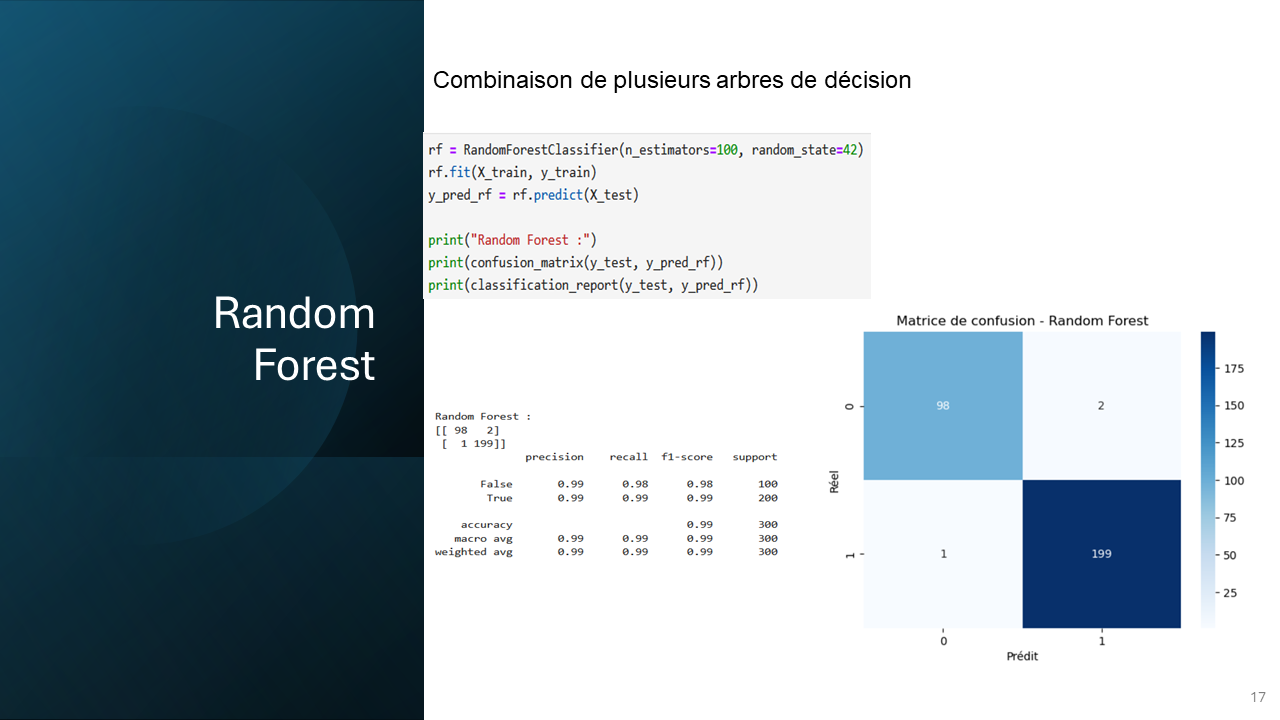 Random
Forest
Combinaison de plusieurs arbres de décision
rf = RandomForestClassifier(n_estimators=100, random_state=42)
rf.fit(X_train, y_train)
y_pred_rf = rf.predict(X_test)
print("Random Forest :")
print(confusion_matrix(y_test, y_pred_rf))
print(classification_report(y_test, y_pred_rf))
Random Forest :
[[ 98   2]
 [  1 199]]
              precision    recall  f1-score   support
       False       0.99      0.98      0.98       100
        True       0.99      0.99      0.99       200
    accuracy                           0.99       300
   macro avg       0.99      0.99      0.99       300
weighted avg       0.99      0.99      0.99       300
Matrice de confusion - Random Forest
Réel
0
98 2
1
1 199
0 1
Prédit
175
150
125
100
75
50
25
17